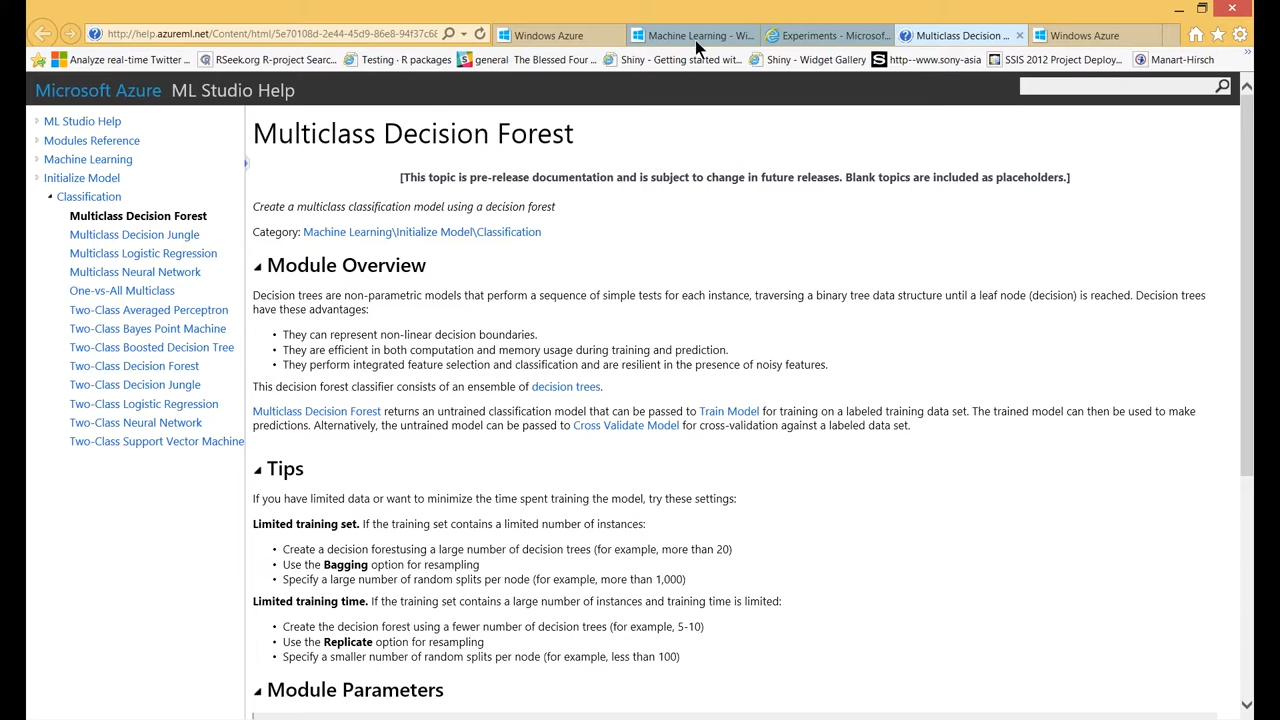 http://help.azureml.net/Content/html/5e70108d-2e44-45d9-86e8-94f37c6
Windows Azure
Machine Learning - Wi...
Experiments - Microsof...
Multiclass Decision ...
Windows Azure
Analyze real-time Twitter ...
RSeek.org R-project Searc...
Testing · R packages
general
The Blessed Four ...
Shiny - Getting started wit...
Shiny - Widget Gallery
http--www.sony-asia
SSIS 2012 Project Deploy...
Manart-Hirsch
Microsoft Azure ML Studio Help
ML Studio Help
Modules Reference
Machine Learning
Initialize Model
Classification
Multiclass Decision Forest
Multiclass Decision Jungle
Multiclass Logistic Regression
Multiclass Neural Network
One-vs-All Multiclass
Two-Class Averaged Perceptron
Two-Class Bayes Point Machine
Two-Class Boosted Decision Tree
Two-Class Decision Forest
Two-Class Decision Jungle
Two-Class Logistic Regression
Two-Class Neural Network
Two-Class Support Vector Machine
Multiclass Decision Forest
[This topic is pre-release documentation and is subject to change in future releases. Blank topics are included as placeholders.]
Create a multiclass classification model using a decision forest
Category: Machine Learning\Initialize Model\Classification
Module Overview
Decision trees are non-parametric models that perform a sequence of simple tests for each instance, traversing a binary tree data structure until a leaf node (decision) is reached. Decision trees
have these advantages:
• They can represent non-linear decision boundaries.
• They are efficient in both computation and memory usage during training and prediction.
• They perform integrated feature selection and classification and are resilient in the presence of noisy features.
This decision forest classifier consists of an ensemble of decision trees.
Multiclass Decision Forest returns an untrained classification model that can be passed to Train Model for training on a labeled training data set. The trained model can then be used to make
predictions. Alternatively, the untrained model can be passed to Cross Validate Model for cross-validation against a labeled data set.
Tips
If you have limited data or want to minimize the time spent training the model, try these settings:
Limited training set. If the training set contains a limited number of instances:
• Create a decision forestusing a large number of decision trees (for example, more than 20)
• Use the Bagging option for resampling
• Specify a large number of random splits per node (for example, more than 1,000)
Limited training time. If the training set contains a large number of instances and training time is limited:
• Create the decision forest using a fewer number of decision trees (for example, 5-10)
• Use the Replicate option for resampling
• Specify a smaller number of random splits per node (for example, less than 100)
Module Parameters